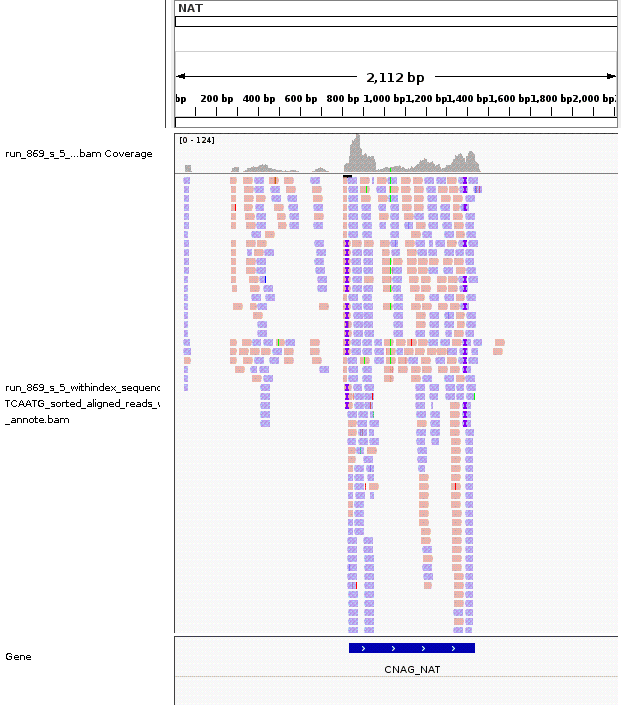 NAT
2,112 bp
bp 200 bp 400 bp 600 bp 800 bp 1,000 bp 1,200 bp 1,400 bp 1,600 bp 1,800 bp 2,000 bp
[0 - 124]
run_869_s_5_...bam Coverage
run_869_s_5_withindex_sequenc
TCAATG_sorted_aligned_reads_
_annote.bam
Gene
CNAG_NAT